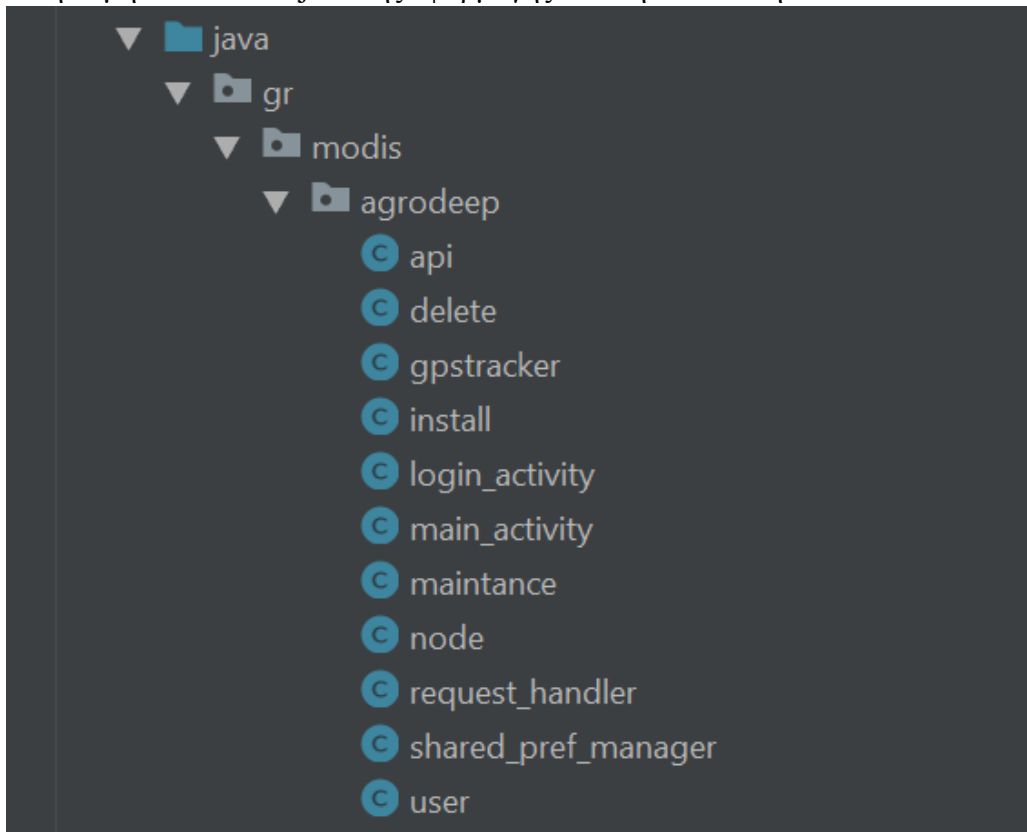 java
gr
modis
agrodeep
C api
C delete
C gpstracker
C install
C login_activity
C main_activity
C maintance
C node
C request_handler
C shared_pref_manager
C user